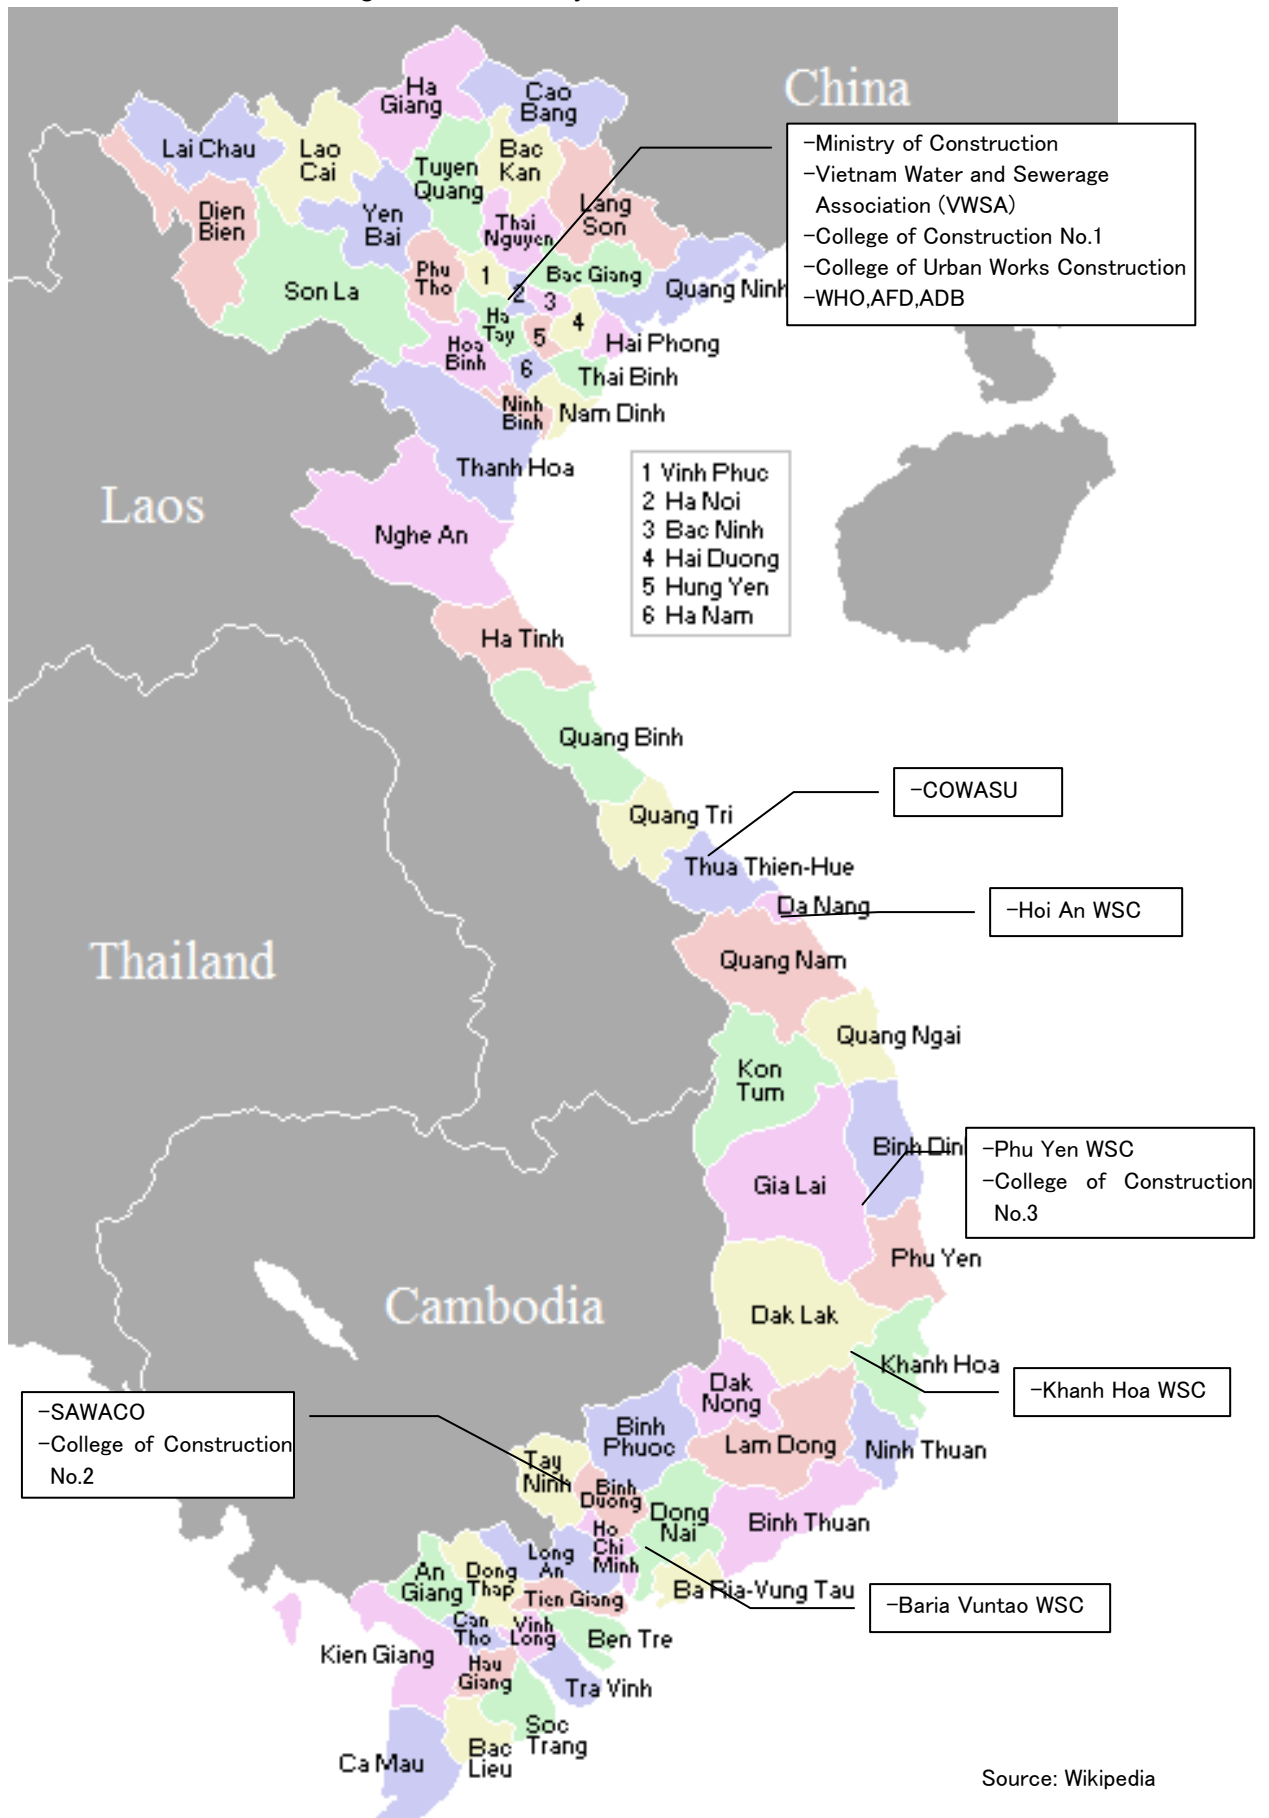 China
Ha
Giang
Cao
Bang
Lai Chau
Lao
Cai
Bac
Kan
Tuyen
Quang
-Ministry of Construction
-Vietnam Water and Sewerage
Association (VWSA)
-College of Construction No.1
-College of Urban Works Construction
-WHO,AFD,ADB
Dien
Bien
Yen
Bai
Thai
Nguyen
Lang
Son
Phu
Tho
1
Bac Giang
Son La
2
3
Quang Ninh
Ha
Tay
4
5
Hoa
Binh
Hai Phong
6
Thai Binh
Ninh
Binh
Nam Dinh
Thanh Hoa
1 Vinh Phuc
2 Ha Noi
3 Bac Ninh
4 Hai Duong
5 Hung Yen
6 Ha Nam
Laos
Nghe An
Ha Tinh
Quang Binh
-COWASU
Quang Tri
Thua Thien-Hue
Da Nang
-Hoi An WSC
Thailand
Quang Nam
Quang Ngai
Kon
Tum
Binh Din
-Phu Yen WSC
-College of Construction
No.3
Gia Lai
Phu Yen
Cambodia
Dak Lak
Khanh Hoa
-Khanh Hoa WSC
Dak
Nong
-SAWACO
-College of Construction
No.2
Binh
Phuoc
Lam Dong
Ninh Thuan
Tay
Ninh
Binh
Duong
Dong
Nai
Binh Thuan
Ho
Chi
Minh
Long
An
An
Giang
Dong
Thap
Tien Giang
Ba Ria-Vung Tau
-Baria Vuntao WSC
Can
Tho
Vinh
Long
Ben Tre
Kien Giang
Hau
Giang
Tra Vinh
Soc
Trang
Bac
Lieu
Ca Mau
Source: Wikipedia